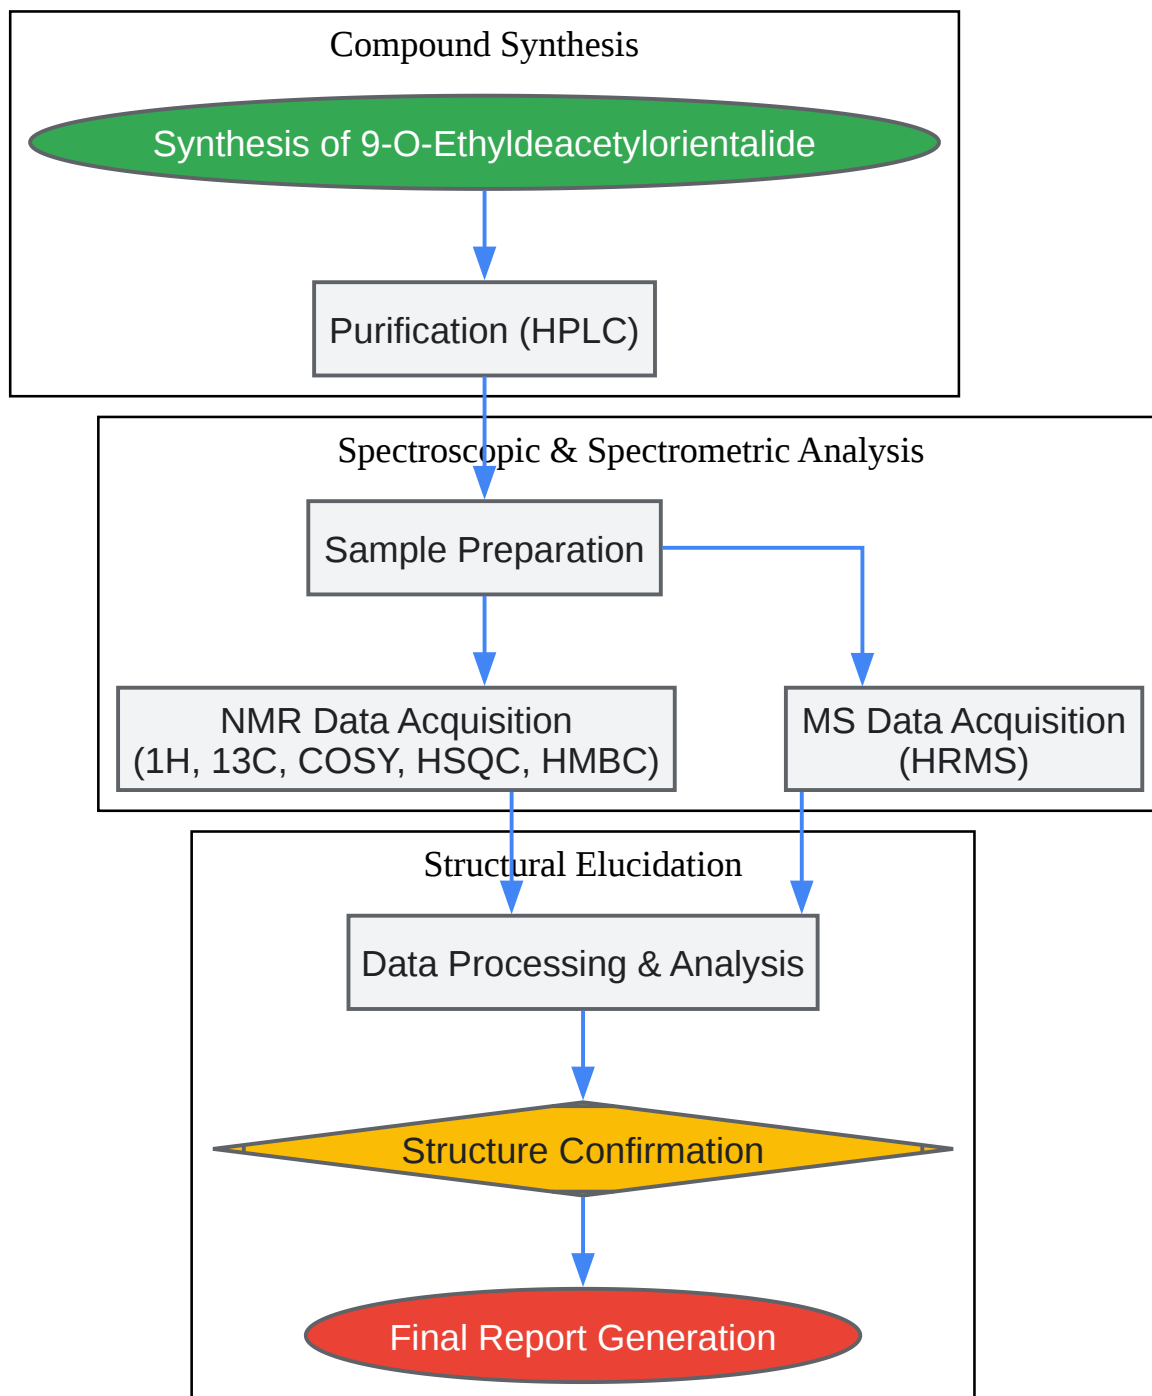 Compound Synthesis
Synthesis of 9-O-Ethyldeacetylorientalide
Purification (HPLC)
Spectroscopic & Spectrometric Analysis
Sample Preparation
NMR Data Acquisition
(1H, 13C, COSY, HSQC, HMBC)
MS Data Acquisition
(HRMS)
Structural Elucidation
Data Processing & Analysis
Structure Confirmation
Final Report Generation